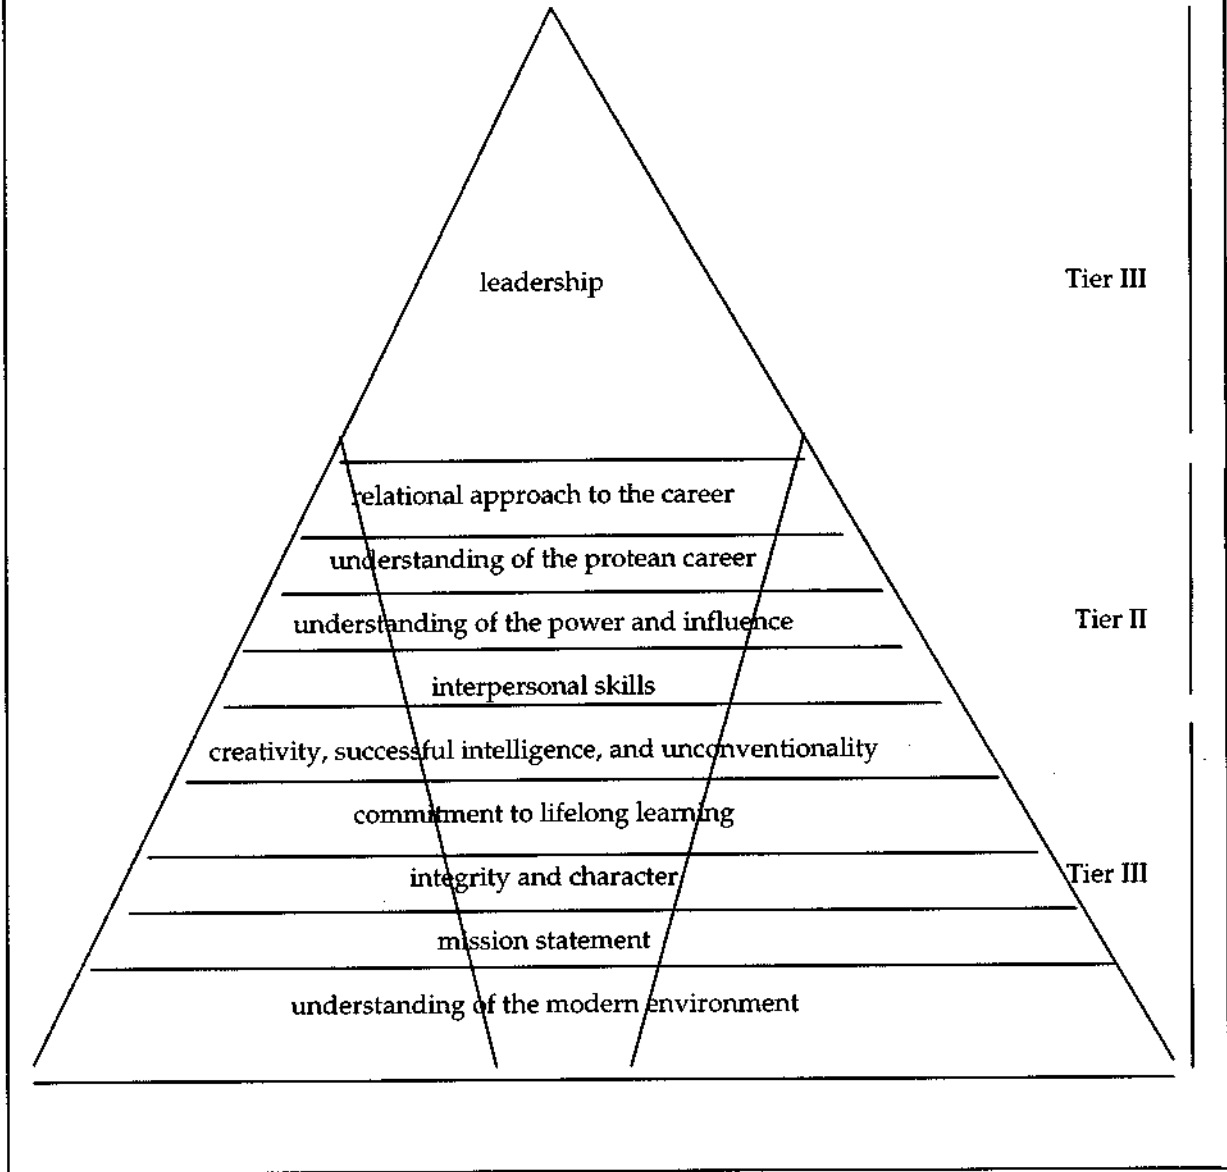 leadership
Tier III
relational approach to the career
understanding of the protean career
understanding of the power and influence
Tier II
interpersonal skills
creativity, successful intelligence, and unconventionality
commitment to lifelong learning
integrity and character
Tier III
mission statement
understanding of the modern environment